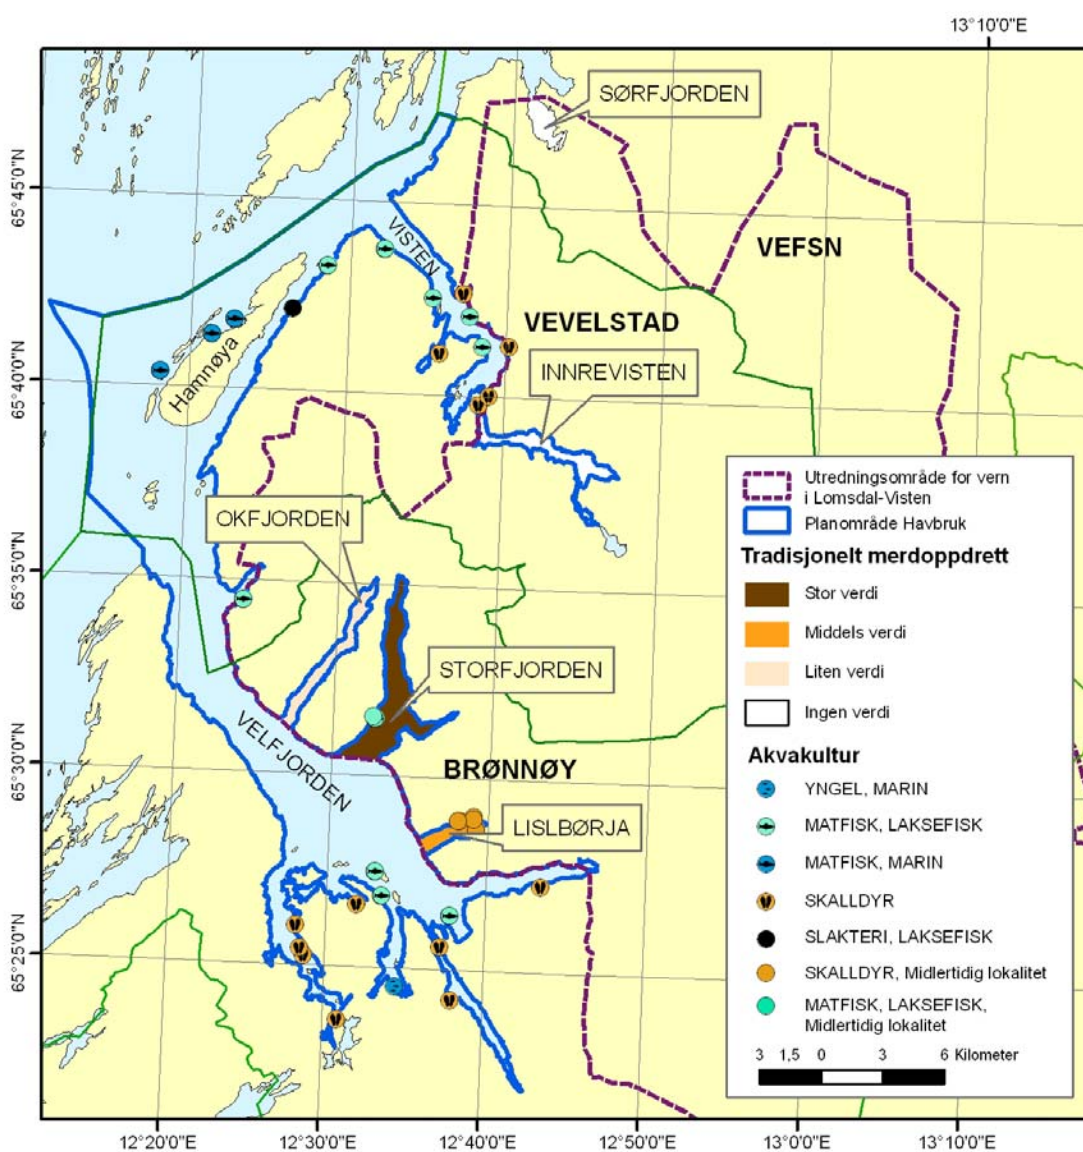 13°10'0"E
SØRFJORDEN
65°45'0"N
VISTEN
VEFSN
VEVELSTAD
INNREVISTEN
65°40'0"N
Hamnøya
OKFJORDEN
65°35'0"N
STORFJORDEN
VELFJORDEN
65°30'0"N
BRØNNØY
LISLBØRJA
65°25'0"N
Utredningsområde for vern
i Lomsdal-Visten
Planområde Havbruk
Tradisjonelt merdoppdrett
Stor verdi
Middels verdi
Liten verdi
Ingen verdi
Akvakultur
YNGEL, MARIN
MATFISK, LAKSEFISK
MATFISK, MARIN
SKALLDYR
SLAKTERI, LAKSEFISK
SKALLDYR, Midlertidig lokalitet
MATFISK, LAKSEFISK,
Midlertidig lokalitet
3 1,5 0 3 6 Kilometer
12°20'0"E 12°30'0"E 12°40'0"E 12°50'0"E 13°0'0"E 13°10'0"E